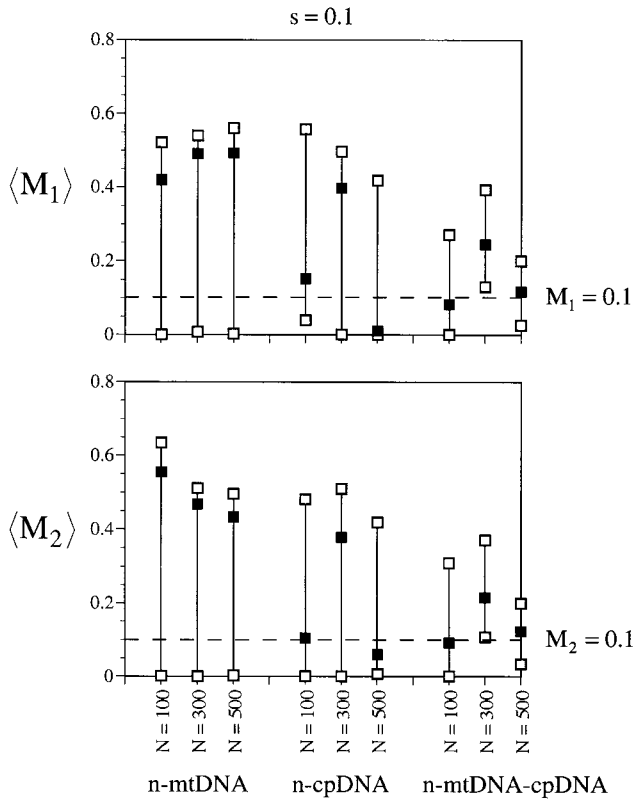 s = 0.1
0.8
0.6
⟨M₁⟩
0.4
0.2
M₁ = 0.1
0
0.8
0.6
⟨M₂⟩
0.4
0.2
M₂ = 0.1
0
N = 100
N = 300
N = 500
N = 100
N = 300
N = 500
N = 100
N = 300
N = 500
n-mtDNA n-cpDNA n-mtDNA-cpDNA